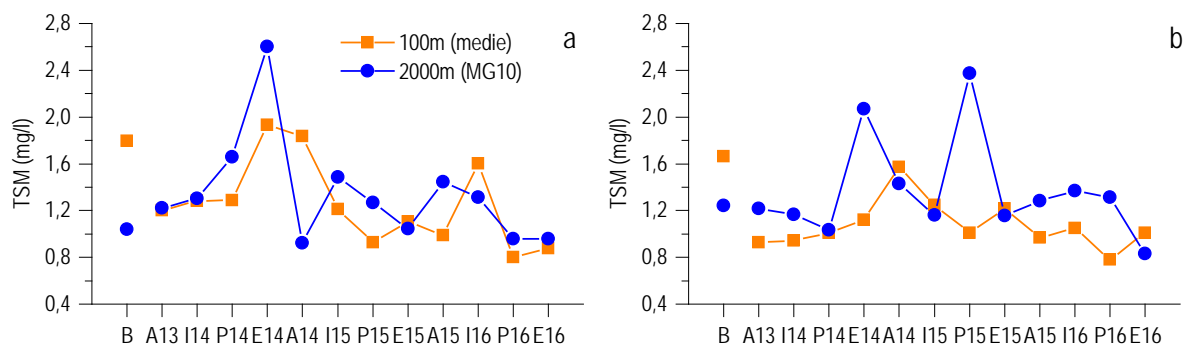 2,8
2,4
2,0
1,6
1,2
0,8
0,4
TSM (mg/l)
100m (medie)
2000m (MG10)
a
B A13 I14 P14 E14 A14 I15 P15 E15 A15 I16 P16 E16
2,8
2,4
2,0
1,6
1,2
0,8
0,4
TSM (mg/l)
b
B A13 I14 P14 E14 A14 I15 P15 E15 A15 I16 P16 E16